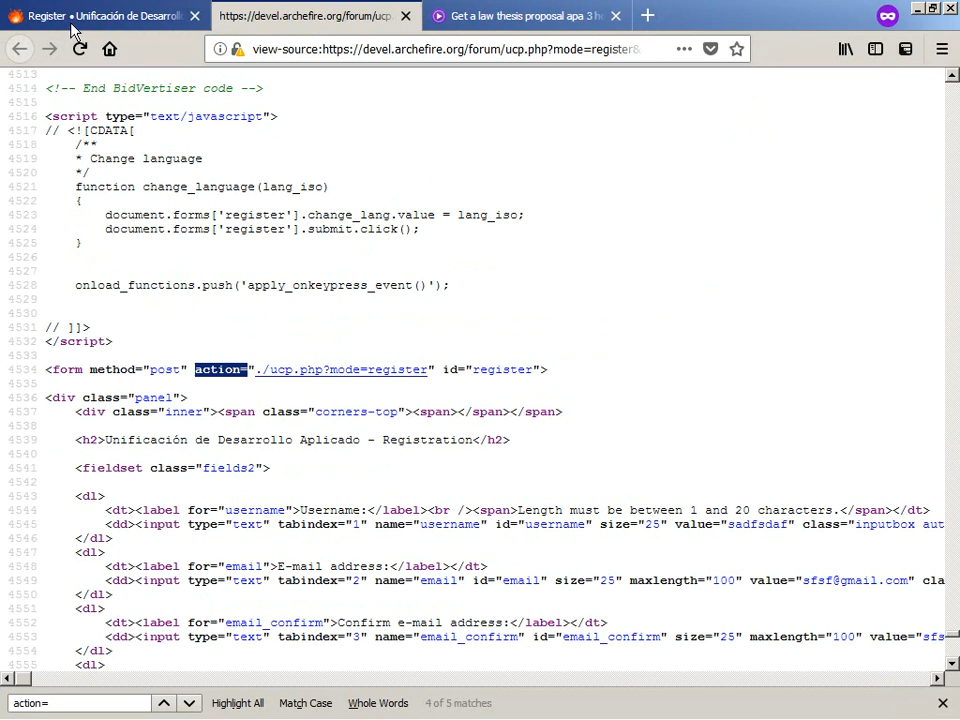 Register • Unificación de Desarroll
https://devel.archefire.org/forum/ucp.
Get a law thesis proposal apa 3 h
view-source:https://devel.archefire.org/forum/ucp.php?mode=register&
4513
4514 <!-- End BidVertiser code -->
4515
4516 <script type="text/javascript">
4517 // <![CDATA[
4518 /**
4519 * Change language
4520 */
4521 function change_language(lang_iso)
4522 {
4523 document.forms['register'].change_lang.value = lang_iso;
4524 document.forms['register'].submit.click();
4525 }
4526
4527
4528 onload_functions.push('apply_onkeypress_event()');
4529
4530
4531 // ]]>
4532 </script>
4533
4534 <form method="post" action="./ucp.php?mode=register" id="register">
4535
4536 <div class="panel">
4537 <div class="inner"><span class="corners-top"><span></span></span>
4538
4539 <h2>Unificación de Desarrollo Aplicado - Registration</h2>
4540
4541 <fieldset class="fields2">
4542
4543 <dl>
4544 <dt><label for="username">Username:</label><br /><span>Length must be between 1 and 20 characters.</span></dt>
4545 <dd><input type="text" tabindex="1" name="username" id="username" size="25" value="sadfsdaf" class="inputbox aut
4546 </dl>
4547 <dl>
4548 <dt><label for="email">E-mail address:</label></dt>
4549 <dd><input type="text" tabindex="2" name="email" id="email" size="25" maxlength="100" value="sfsf@gmail.com" cla
4550 </dl>
4551 <dl>
4552 <dt><label for="email_confirm">Confirm e-mail address:</label></dt>
4553 <dd><input type="text" tabindex="3" name="email_confirm" id="email_confirm" size="25" maxlength="100" value="sfs
4554 </dl>
4555 <dl>
action=
Highlight All
Match Case
Whole Words
4 of 5 matches